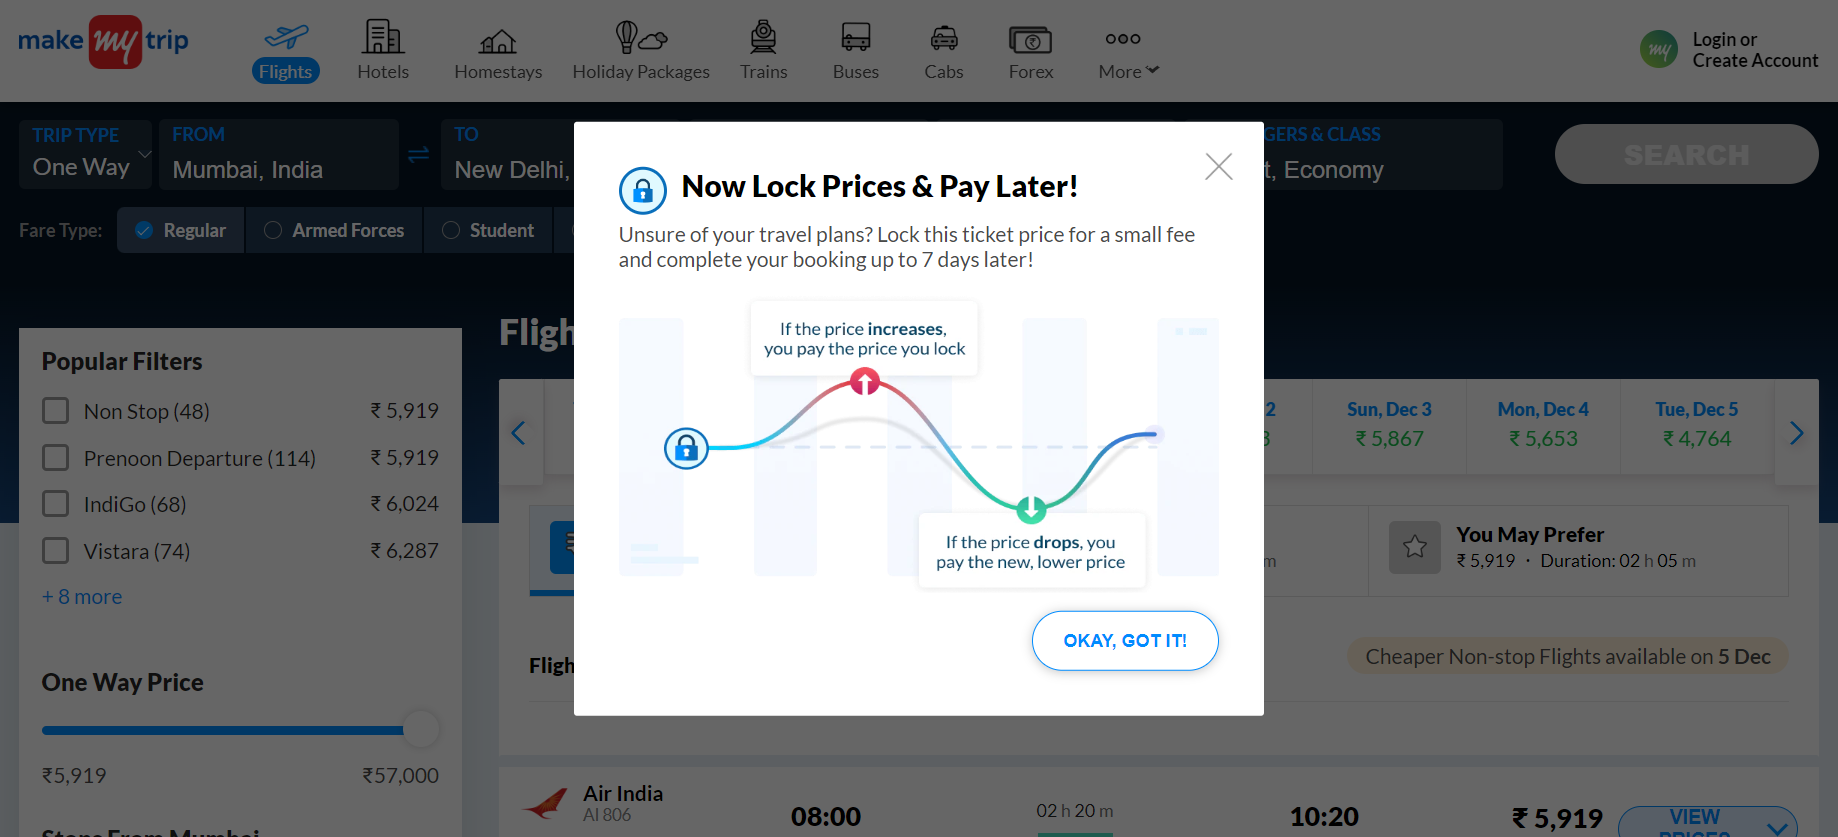 make my trip
Flights
Hotels
Homestays
Holiday Packages
Trains
Buses
Cabs
Forex
More
my
Login or
Create Account
TRIP TYPE
One Way
FROM
Mumbai, India
TO
New Delhi,
GERS & CLASS
t, Economy
SEARCH
Fare Type:
Regular
Armed Forces
Student
Now Lock Prices & Pay Later!
Unsure of your travel plans? Lock this ticket price for a small fee
and complete your booking up to 7 days later!
If the price increases,
you pay the price you lock
If the price drops, you
pay the new, lower price
OKAY, GOT IT!
Popular Filters
Non Stop (48) ₹ 5,919
Prenoon Departure (114) ₹ 5,919
IndiGo (68) ₹ 6,024
Vistara (74) ₹ 6,287
+ 8 more
One Way Price
₹5,919 ₹57,000
Stops From Mumbai
Fligh
2
3
Sun, Dec 3
₹ 5,867
Mon, Dec 4
₹ 5,653
Tue, Dec 5
₹ 4,764
m
You May Prefer
₹ 5,919 · Duration: 02 h 05 m
Fligh
Cheaper Non-stop Flights available on 5 Dec
Air India
AI 806
08:00
02 h 20 m
10:20
₹ 5,919
VIEW
PRICES